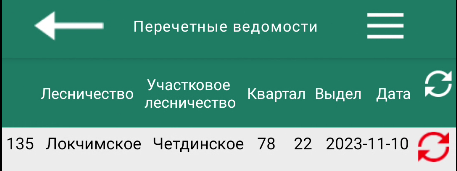 Перечетные ведомости
Лесничество Участковое лесничество Квартал Выдел Дата
135 Локчимское Четдинское 78 22 2023-11-10